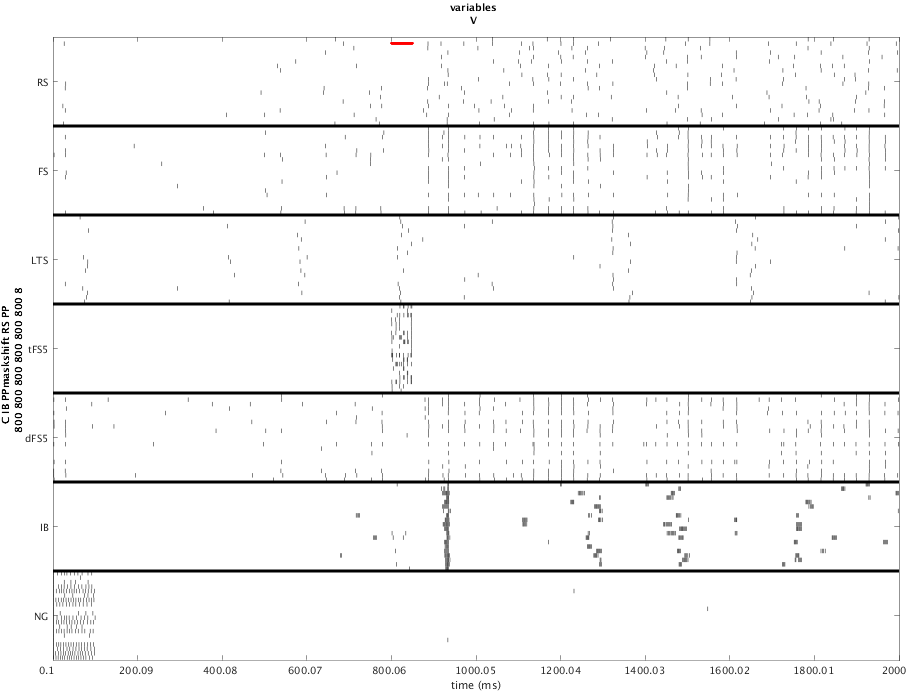 variables
V
RS
FS
LTS
tFS5
dFS5
IB
NG
C IB PPmaskshift RS PP
800 800 800 800 800 800 8
0.1 200.09 400.08 600.07 800.06 1000.05 1200.04 1400.03 1600.02 1800.01 2000
time (ms)